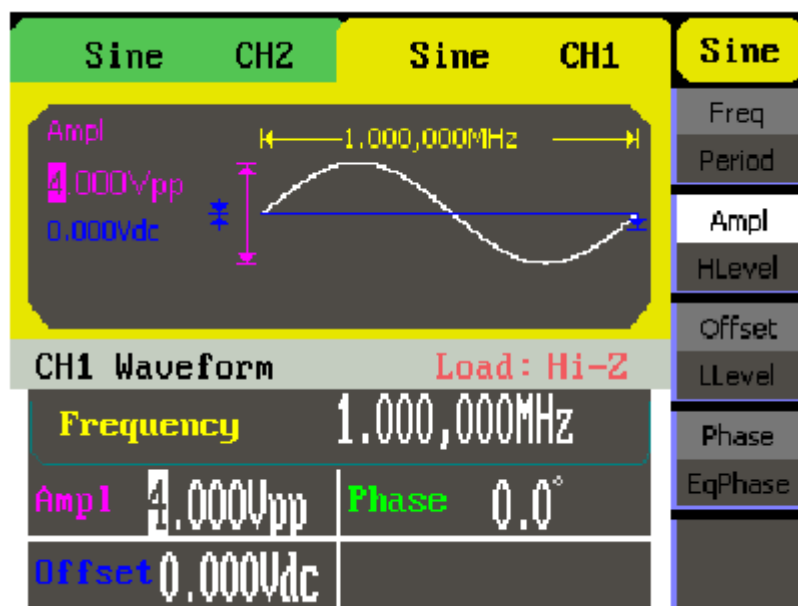 Sine CH2
Sine CH1
Sine
Ampl
1.000,000MHz
4.000Vpp
0.000Vdc
Freq
Period
Ampl
HLevel
Offset
LLevel
Phase
EqPhase
CH1 Waveform
Load: Hi-Z
Frequency 1.000,000MHz
Ampl 4.000Vpp
Phase 0.0°
Offset 0.000Vdc